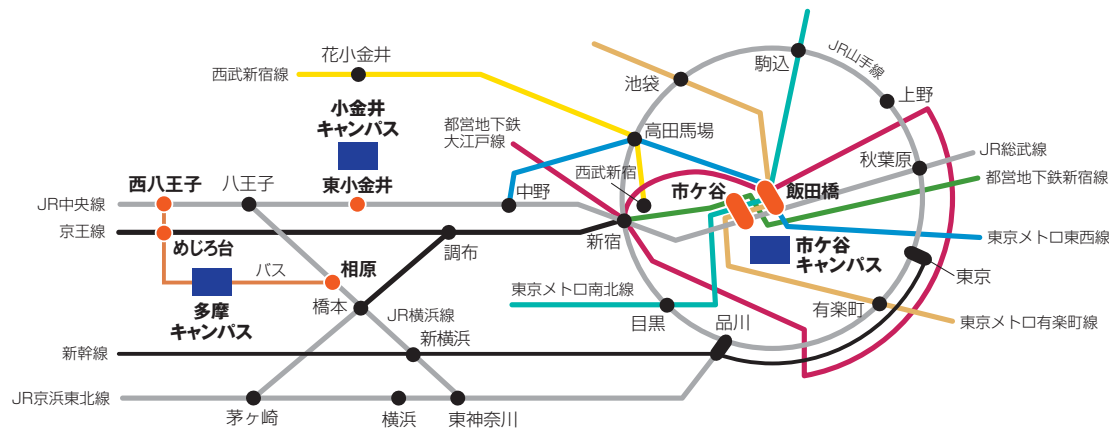 花小金井
西武新宿線
小金井
キャンパス
東小金井
都営地下鉄
大江戸線
池袋
駒込
JR山手線
上野
高田馬場
秋葉原
JR総武線
西武新宿
市ケ谷
飯田橋
都営地下鉄新宿線
西八王子
八王子
中野
JR中央線
京王線
めじろ台
調布
新宿
市ケ谷
キャンパス
東京メトロ東西線
バス
相原
多摩
キャンパス
橋本
東京メトロ南北線
東京
JR横浜線
目黒
品川
有楽町
東京メトロ有楽町線
新幹線
新横浜
JR京浜東北線
茅ヶ崎
横浜
東神奈川